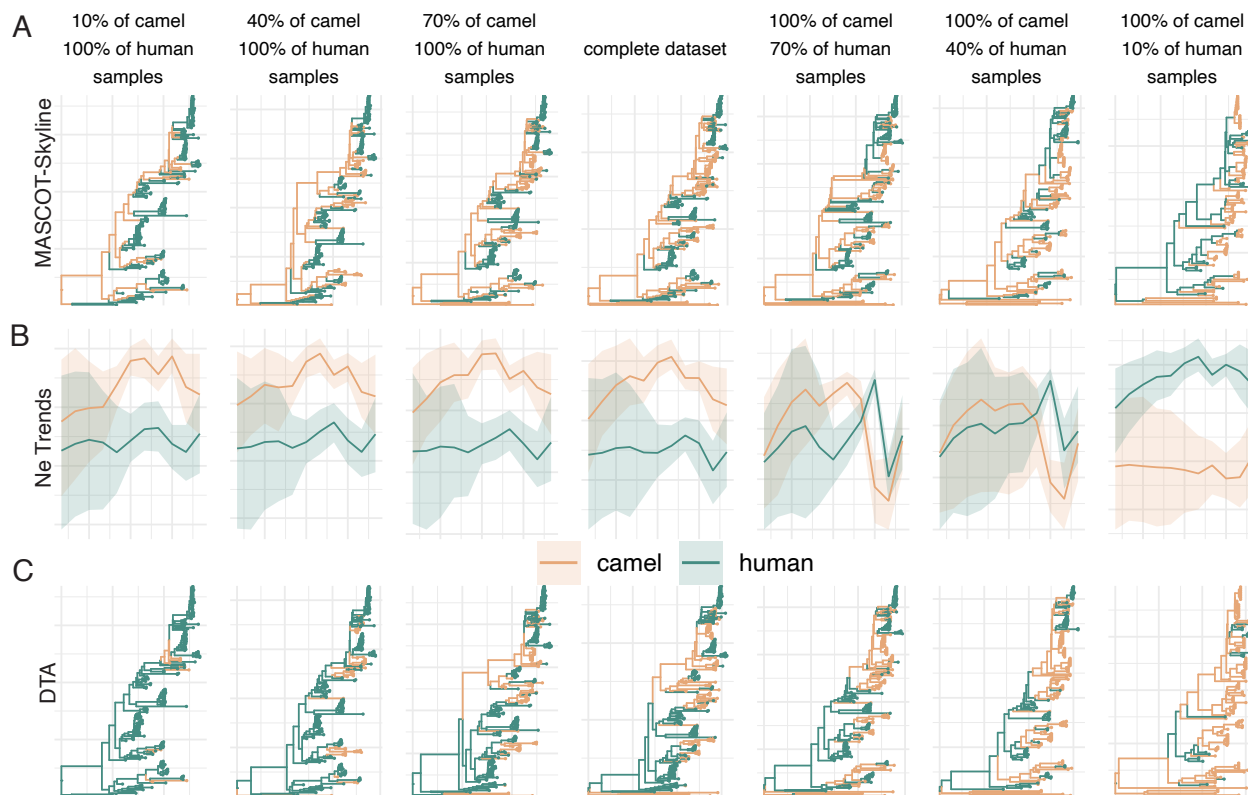 A
10% of camel
100% of human
samples
40% of camel
100% of human
samples
70% of camel
100% of human
samples
complete dataset
100% of camel
70% of human
samples
100% of camel
40% of human
samples
100% of camel
10% of human
samples
MASCOT-Skyline
B
Ne Trends
camel
human
C
DTA